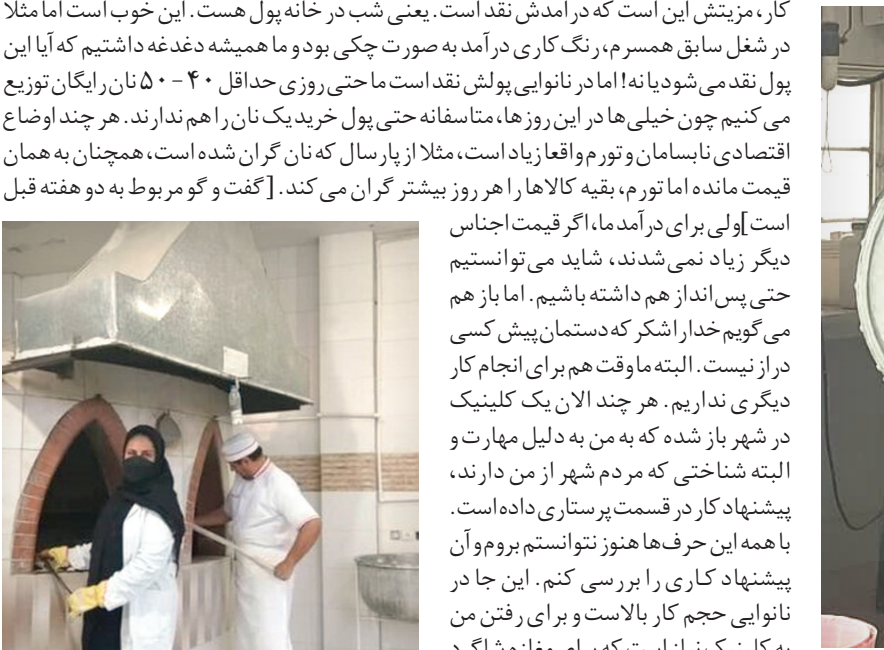 کار، مزیتش این است که درآمدش نقد است. یعنی شب در خانه پول هست. این خوب است اما مثلا
در شغل سابق همسرم، رنگ کاری درآمد به صورت چکی بود و ما همیشه دغدغه داشتیم که آیا این
پول نقد می‌شود یا نه! اما در نانوایی پولش نقد است ما حتی روزی حداقل ۴۰ - ۵۰ نان رایگان توزیع
می کنیم چون خیلی‌ها در این روزها، متاسفانه حتی پول خرید یک نان را هم ندارند. هر چند اوضاع
اقتصادی نابسامان و تورم واقعا زیاد است، مثلا از پارسال که نان گران شده است، همچنان به همان
قیمت مانده اما تورم، بقیه کالاها را هر روز بیشتر گران می کند. [گفت و گو مربوط به دو هفته قبل
است] ولی برای درآمد ما، اگر قیمت اجناس
دیگر زیاد نمی‌شدند، شاید می‌توانستیم
حتی پس‌انداز هم داشته باشیم. اما باز هم
می گویم خدا را شکر که دستمان پیش کسی
دراز نیست. البته ما وقت هم برای انجام کار
دیگری نداریم. هر چند الان یک کلینیک
در شهر باز شده که به من به دلیل مهارت و
البته شناختی که مردم شهر از من دارند،
پیشنهاد کار در قسمت پرستاری داده است.
با همه این حرف‌ها هنوز نتوانستم بروم و آن
پیشنهاد کاری را بررسی کنم. این جا در
نانوایی حجم کار بالاست و برای رفتن من